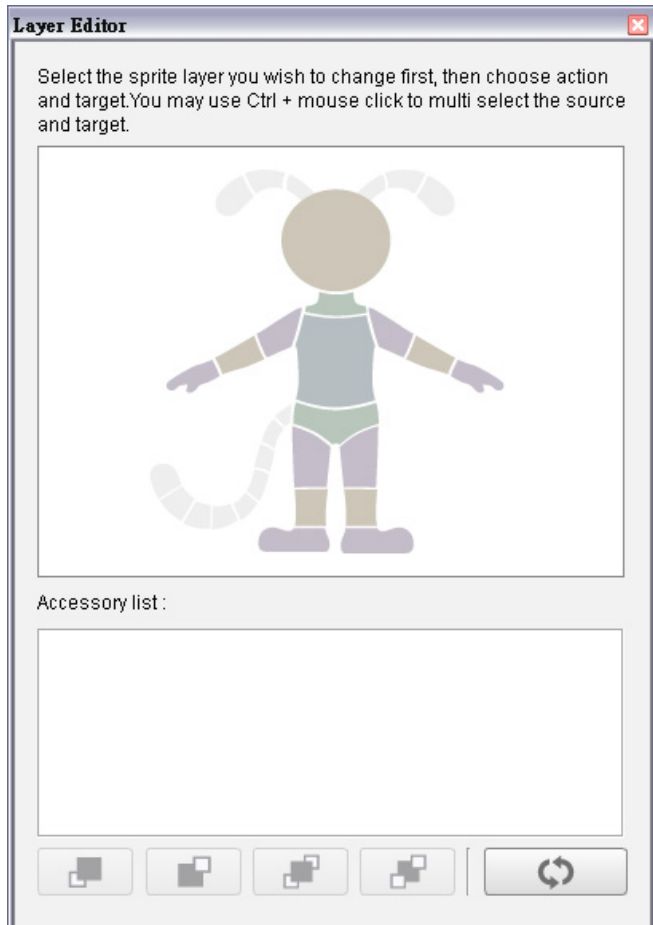 Layer Editor
Select the sprite layer you wish to change first, then choose action
and target.You may use Ctrl + mouse click to multi select the source
and target.
Accessory list :